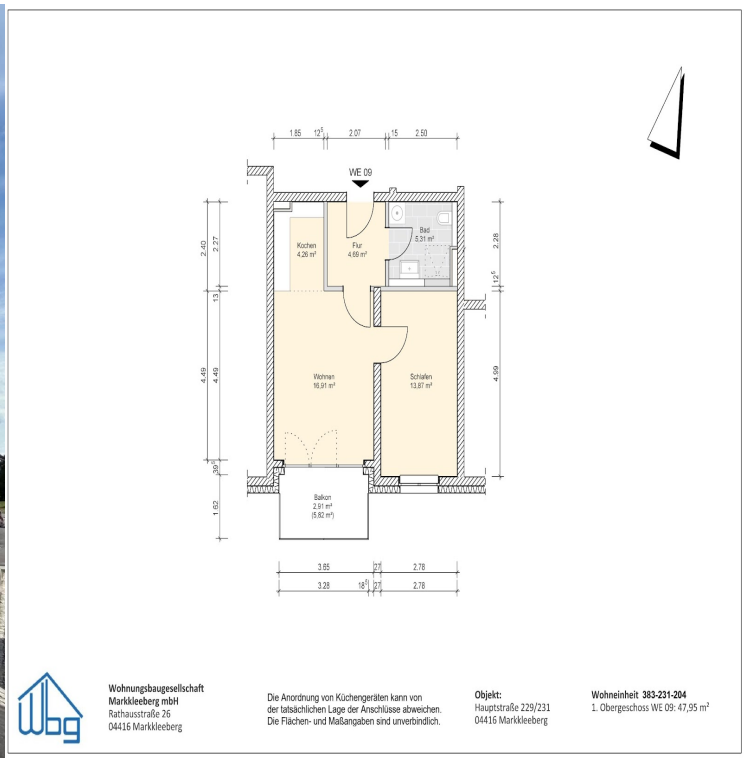 1.85 12⁵ 2.07 15 2.50
WE 09
Kochen
4,26 m²
Flur
4,69 m²
Bad
5,31 m²
2.40
2.27
2.28
12⁵
13
Wohnen
16,91 m²
Schlafen
13,87 m²
4.49
4.49
4.99
39⁵
1.62
Balkon
2,91 m²
(5,82 m²)
3.65 27 2.78
3.28 18⁵ 27 2.78
wbg
Wohnungsbaugesellschaft
Markkleeberg mbH
Rathausstraße 26
04416 Markkleeberg
Die Anordnung von Küchengeräten kann von
der tatsächlichen Lage der Anschlüsse abweichen.
Die Flächen- und Maßangaben sind unverbindlich.
Objekt:
Hauptstraße 229/231
04416 Markkleeberg
Wohneinheit 383-231-204
1. Obergeschoss WE 09: 47,95 m²